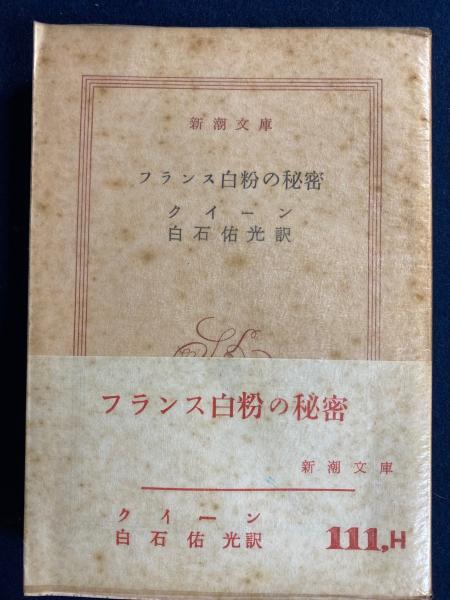 新潮文庫
フランス白粉の秘密
クイーン
白石佑光訳
フランス白粉の秘密
新潮文庫
クイーン
白石佑光訳
111,H